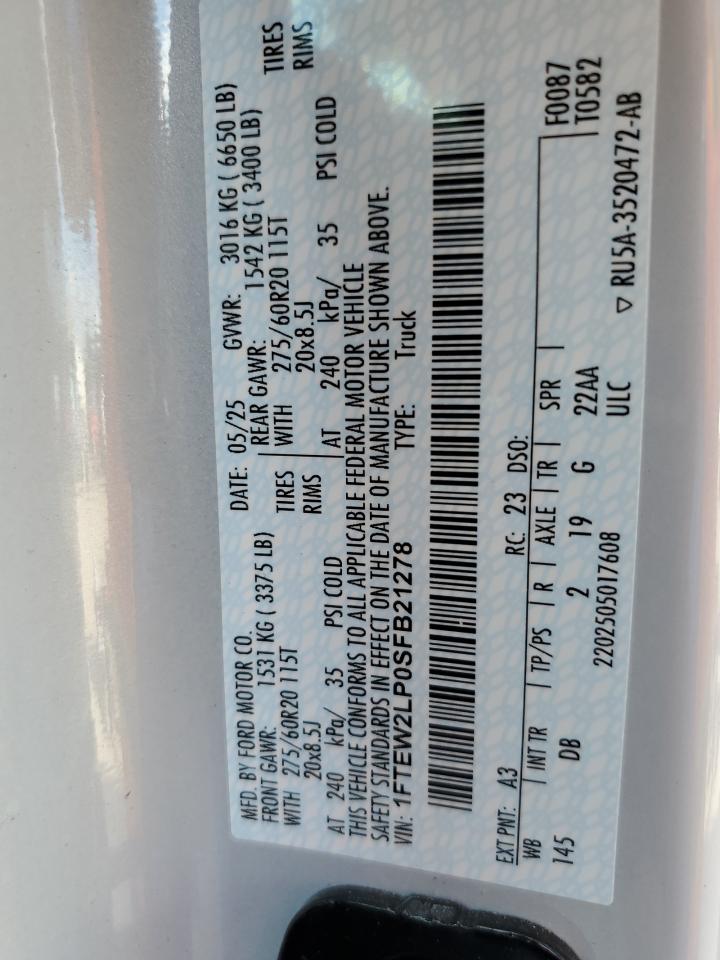 MFD. BY FORD MOTOR CO. DATE: 05/25 GVWR: 3016 KG ( 6650 LB)
FRONT GAWR: 1531 KG ( 3375 LB) REAR GAWR: 1542 KG ( 3400 LB)
WITH 275/60R20 115T TIRES WITH 275/60R20 115T TIRES
20x8.5J RIMS 20x8.5J RIMS
AT 240 kPa/ 35 PSI COLD AT 240 kPa/ 35 PSI COLD
THIS VEHICLE CONFORMS TO ALL APPLICABLE FEDERAL MOTOR VEHICLE
SAFETY STANDARDS IN EFFECT ON THE DATE OF MANUFACTURE SHOWN ABOVE.
VIN: 1FTEW2LP0SFB21278 TYPE: Truck
EXT PNT: A3 RC: 23 DSO: F0087
WB | INT TR | TP/PS | R | AXLE | TR | SPR | T0582
145 DB 2 19 G 22AA
2202505017608 ULC ▽ RU5A-3520472-AB